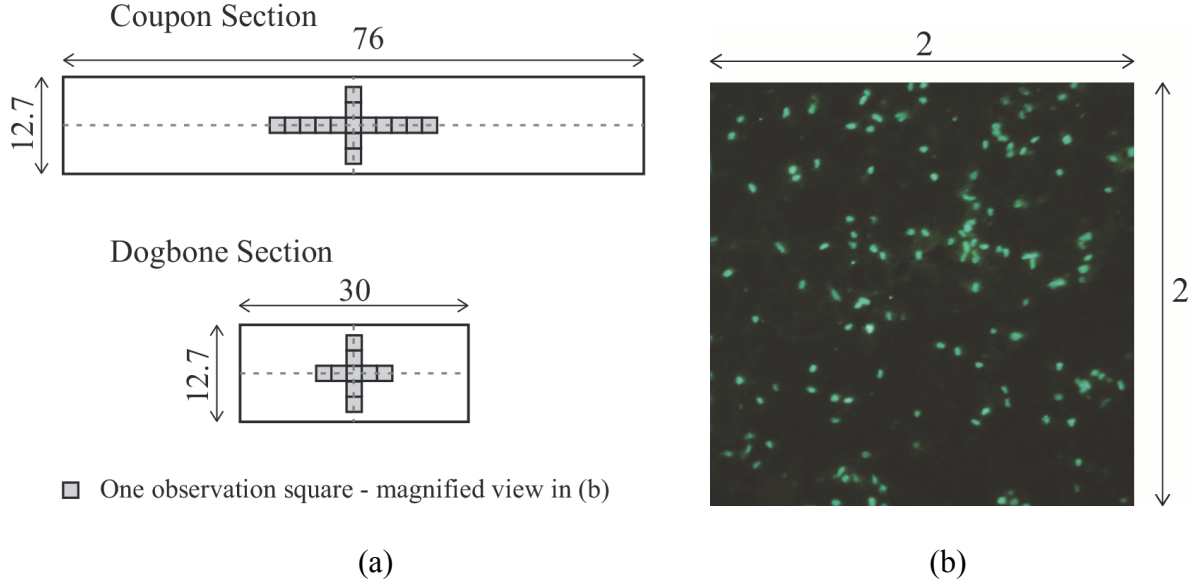 Coupon Section
76
12.7
Dogbone Section
30
12.7
One observation square - magnified view in (b)
(a)
2
2
(b)